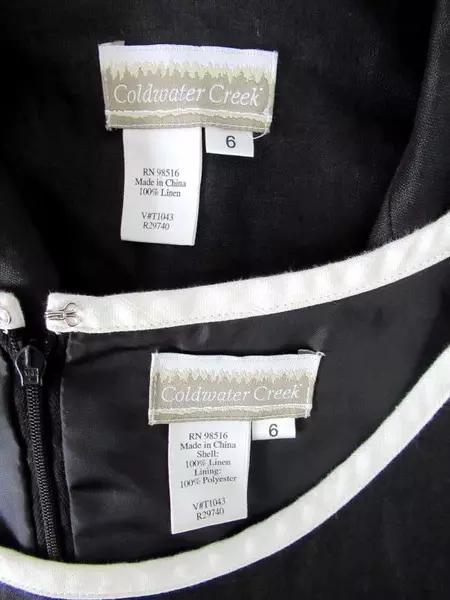 Coldwater Creek
6
RN 98516
Made in China
100% Linen
V#T1043
R29740
Coldwater Creek
6
RN 98516
Made in China
Shell:
100% Linen
Lining:
100% Polyester
V#T1043
R29740